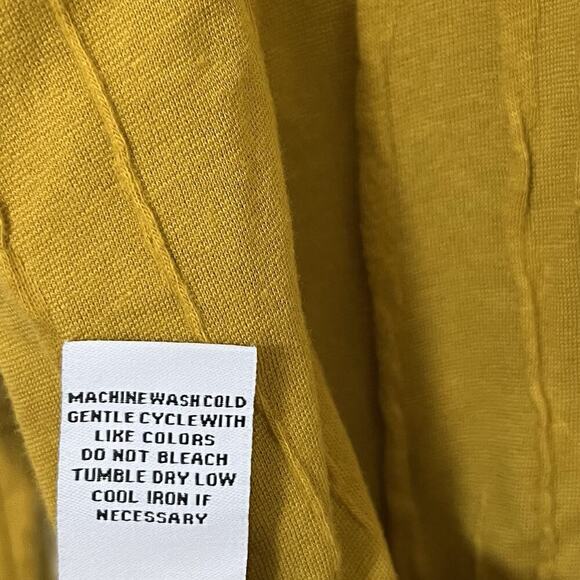 MACHINE WASH COLD
GENTLE CYCLE WITH
LIKE COLORS
DO NOT BLEACH
TUMBLE DRY LOW
COOL IRON IF
NECESSARY